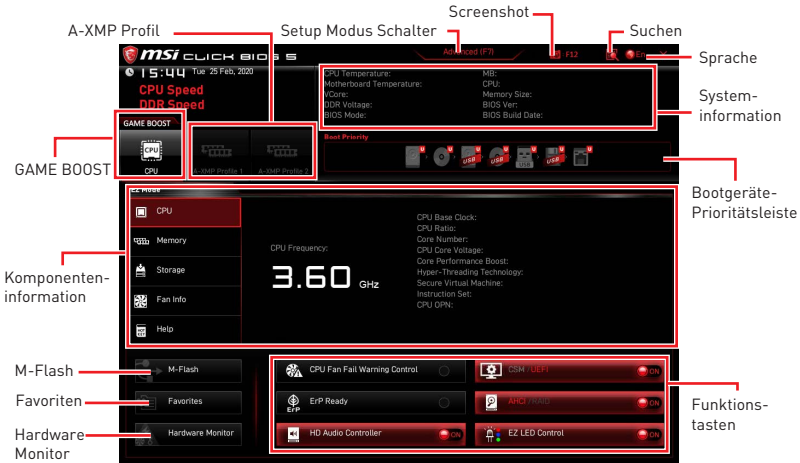 Screenshot
A-XMP Profil
Setup Modus Schalter
Suchen
msi CLICK BIOS 5
Advanced (F7)
F12
En
X
Sprache
15:44 Tue 25 Feb, 2020
CPU Speed
DDR Speed
CPU Temperature:
Motherboard Temperature:
VCore:
DDR Voltage:
BIOS Mode:
MB:
CPU:
Memory Size:
BIOS Ver:
BIOS Build Date:
System-
information
GAME BOOST
CPU
CPU
A-XMP Profile 1
A-XMP Profile 2
Boot Priority
U
U
U
USB
U
USB
U
U
USB
U
GAME BOOST
Bootgeräte-
Prioritätsleiste
EZ Mode
CPU
Memory
Storage
Fan Info
HOT KEY
Help
CPU Frequency:
3.60 GHz
CPU Base Clock:
CPU Ratio:
Core Number:
CPU Core Voltage:
Core Performance Boost:
Hyper-Threading Technology:
Secure Virtual Machine:
Instruction Set:
CPU OPN:
Komponenten-
information
M-Flash
Favoriten
Hardware
Monitor
M-Flash
Favorites
Hardware Monitor
CPU Fan Fail Warning Control
ErP
ErP Ready
HD Audio Controller
ON
CSM /UEFI
ON
AHCI /RAID
ON
EZ LED Control
ON
Funktions-
tasten